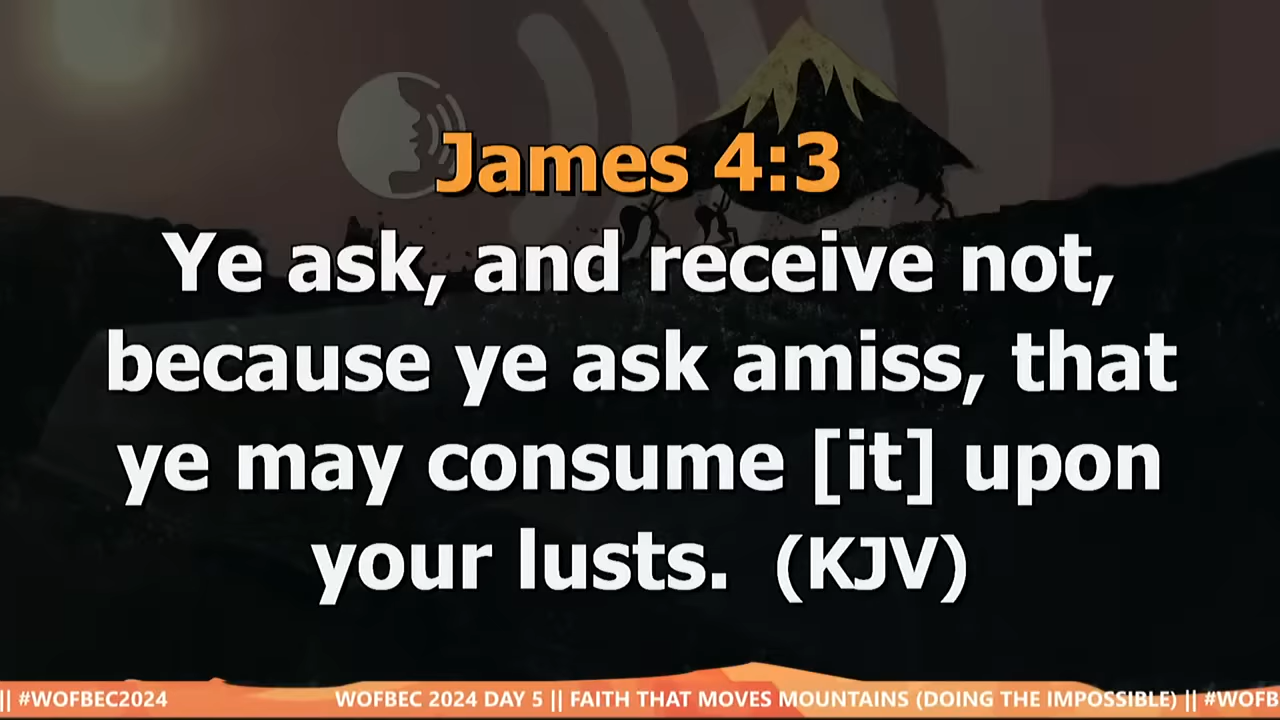 James 4:3
Ye ask, and receive not,
because ye ask amiss, that
ye may consume [it] upon
your lusts. (KJV)
|| #WOFBEC2024 WOFBEC 2024 DAY 5 || FAITH THAT MOVES MOUNTAINS (DOING THE IMPOSSIBLE) || #WOFB